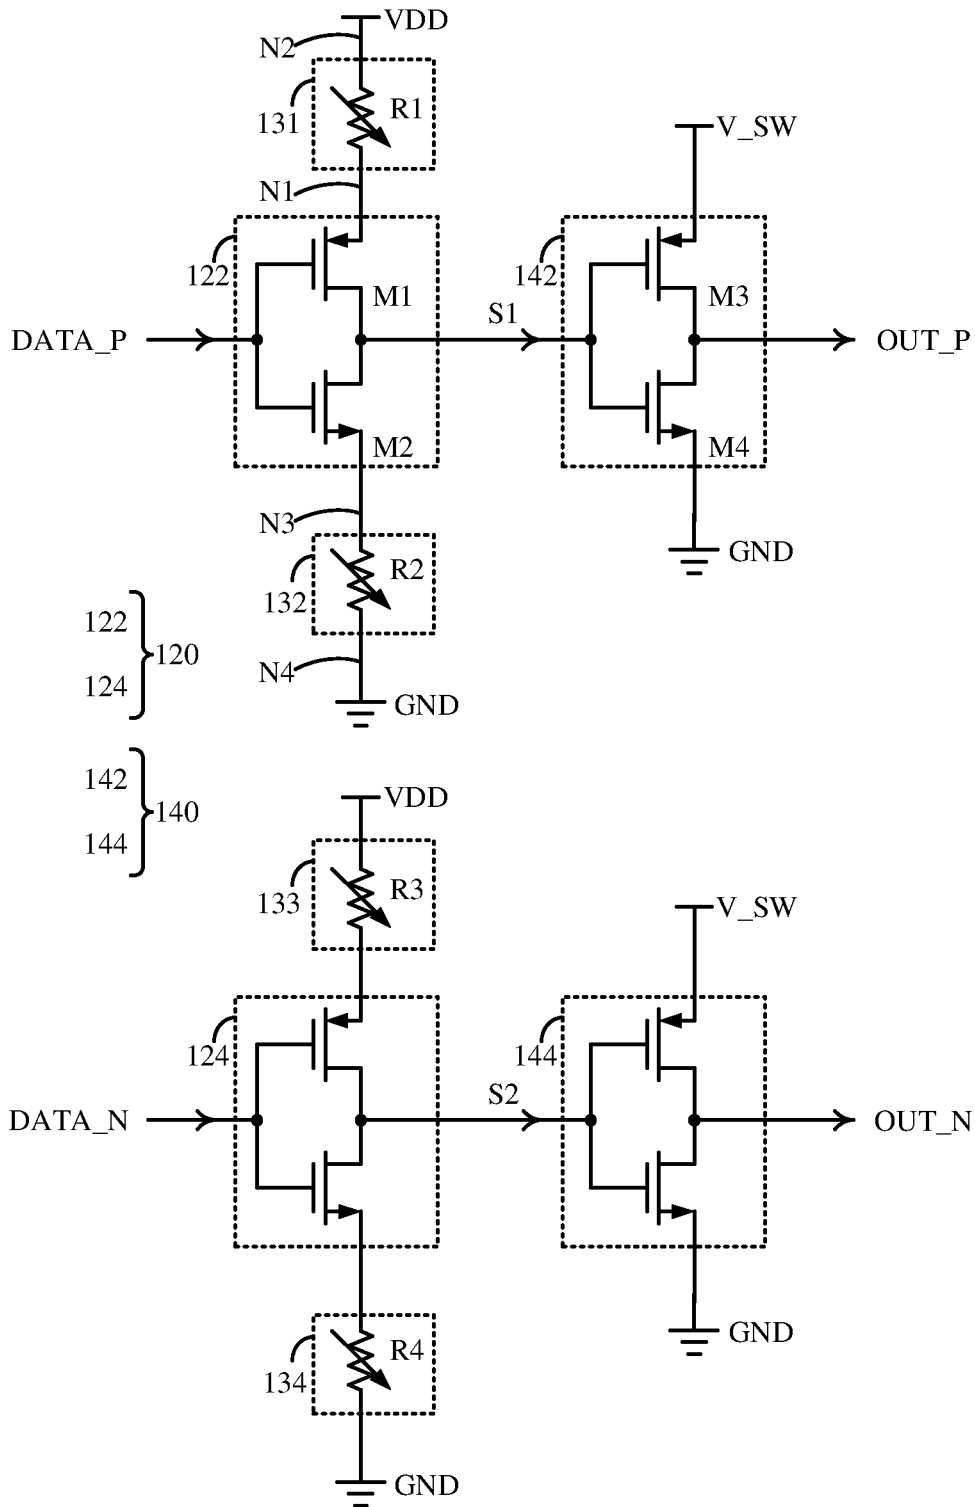 VDD
N2
R1
131
V_SW
N1
122
142
M1
M3
S1
DATA_P
OUT_P
M2
M4
N3
GND
R2
132
122
120
124
N4
GND
142
140
144
VDD
R3
133
V_SW
124
144
S2
DATA_N
OUT_N
GND
R4
134
GND